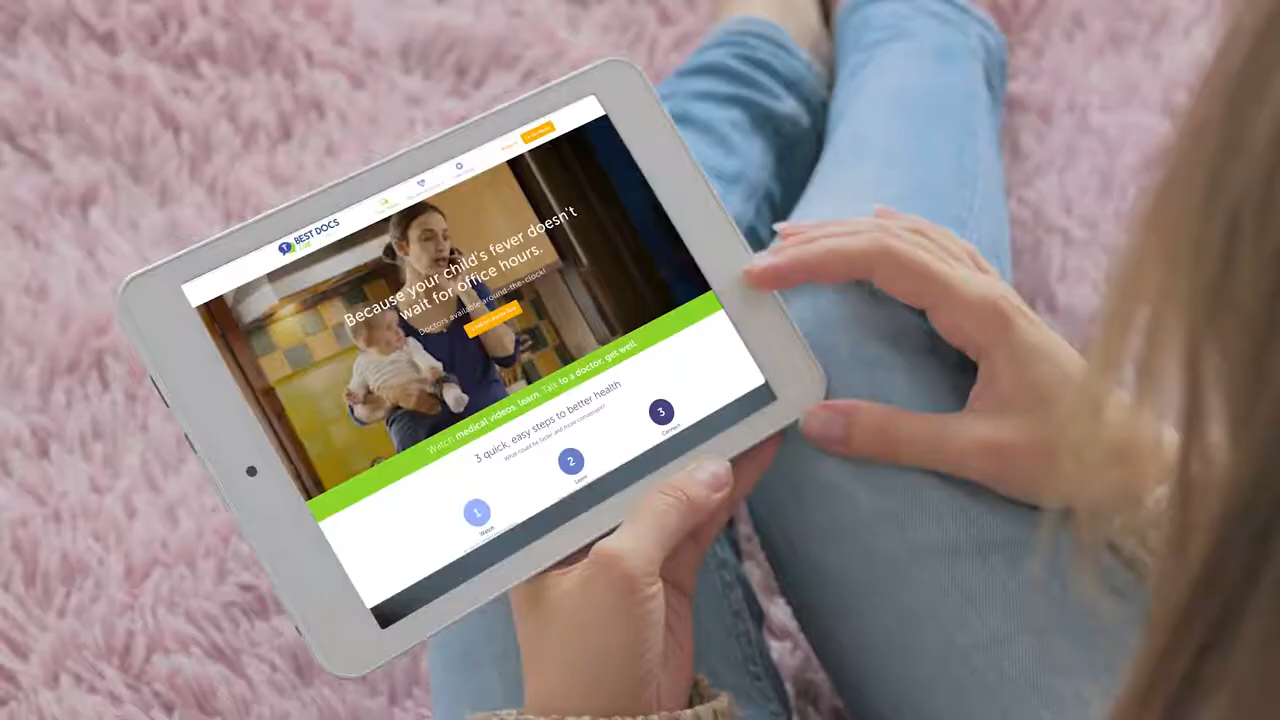 BEST DOCS
Because your child's fever doesn't
wait for office hours.
Doctors available around-the-clock!
Watch medical videos, learn. Talk to a doctor, get well.
3 quick, easy steps to better health
What could be faster and more convenient?
1
Watch
2
Learn
3
Connect